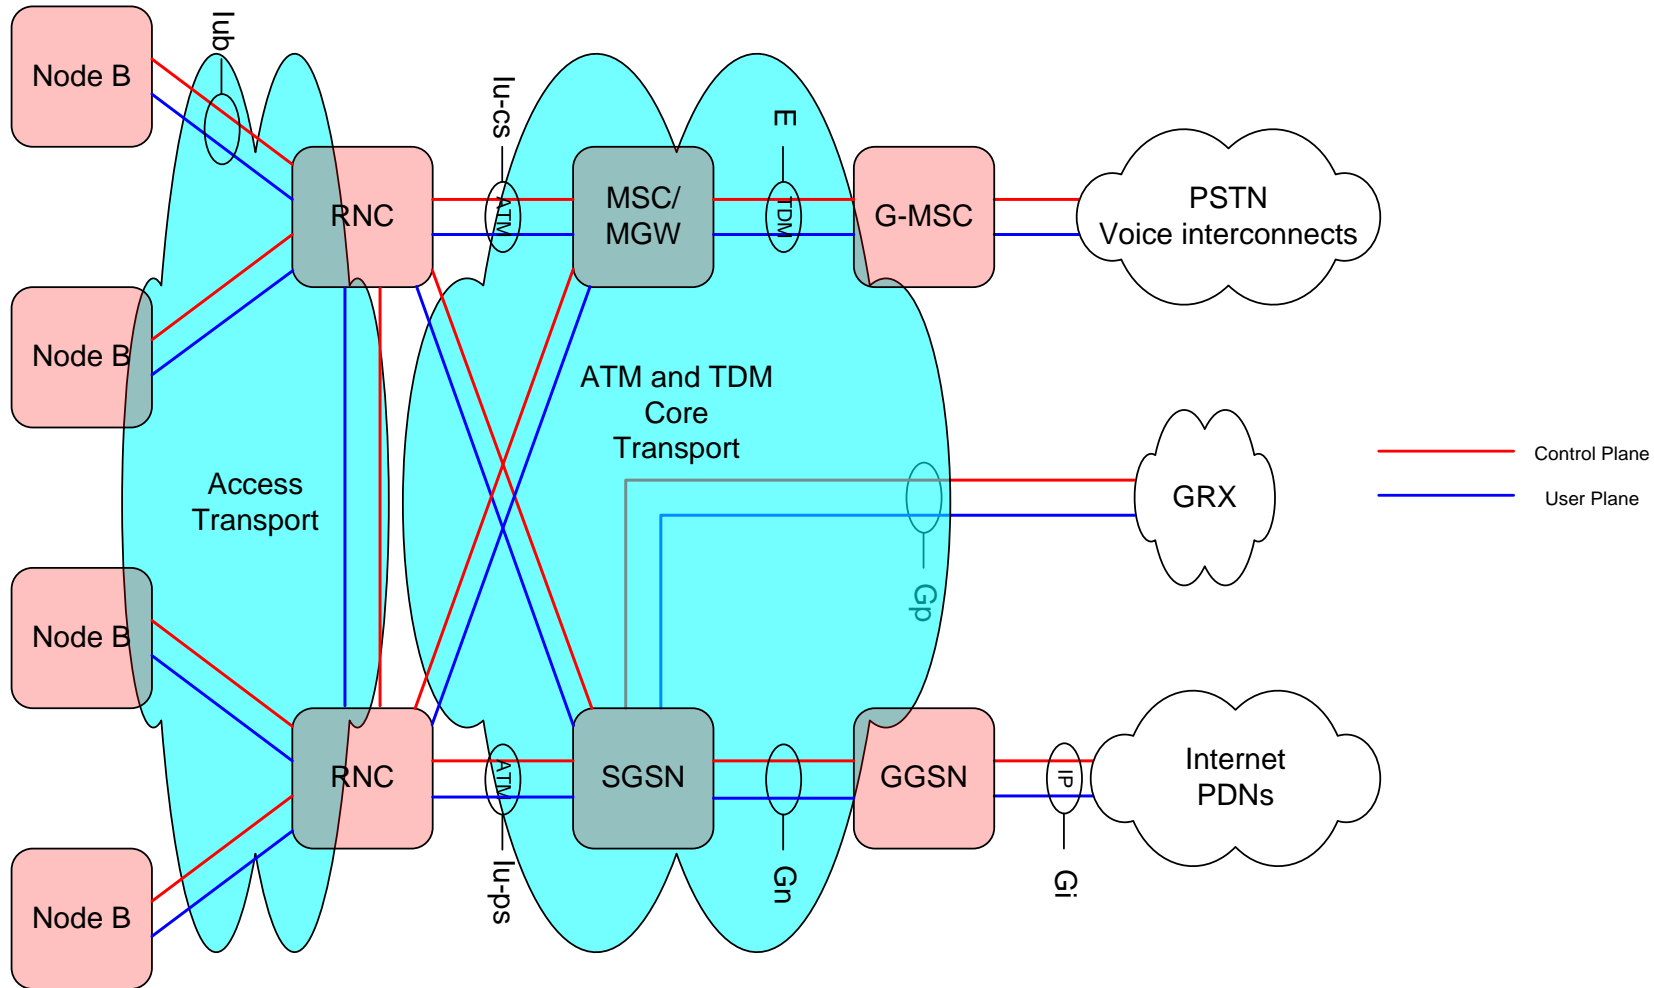 Iub
Node B
Iu-cs
E
RNC
ATM
MSC/
MGW
TDM
G-MSC
PSTN
Voice interconnects
Node B
ATM and TDM
Core
Transport
Access
Transport
GRX
Control Plane
User Plane
Gp
Node B
RNC
ATM
SGSN
GGSN
IP
Internet
PDNs
Iu-ps
Gn
Gi
Node B